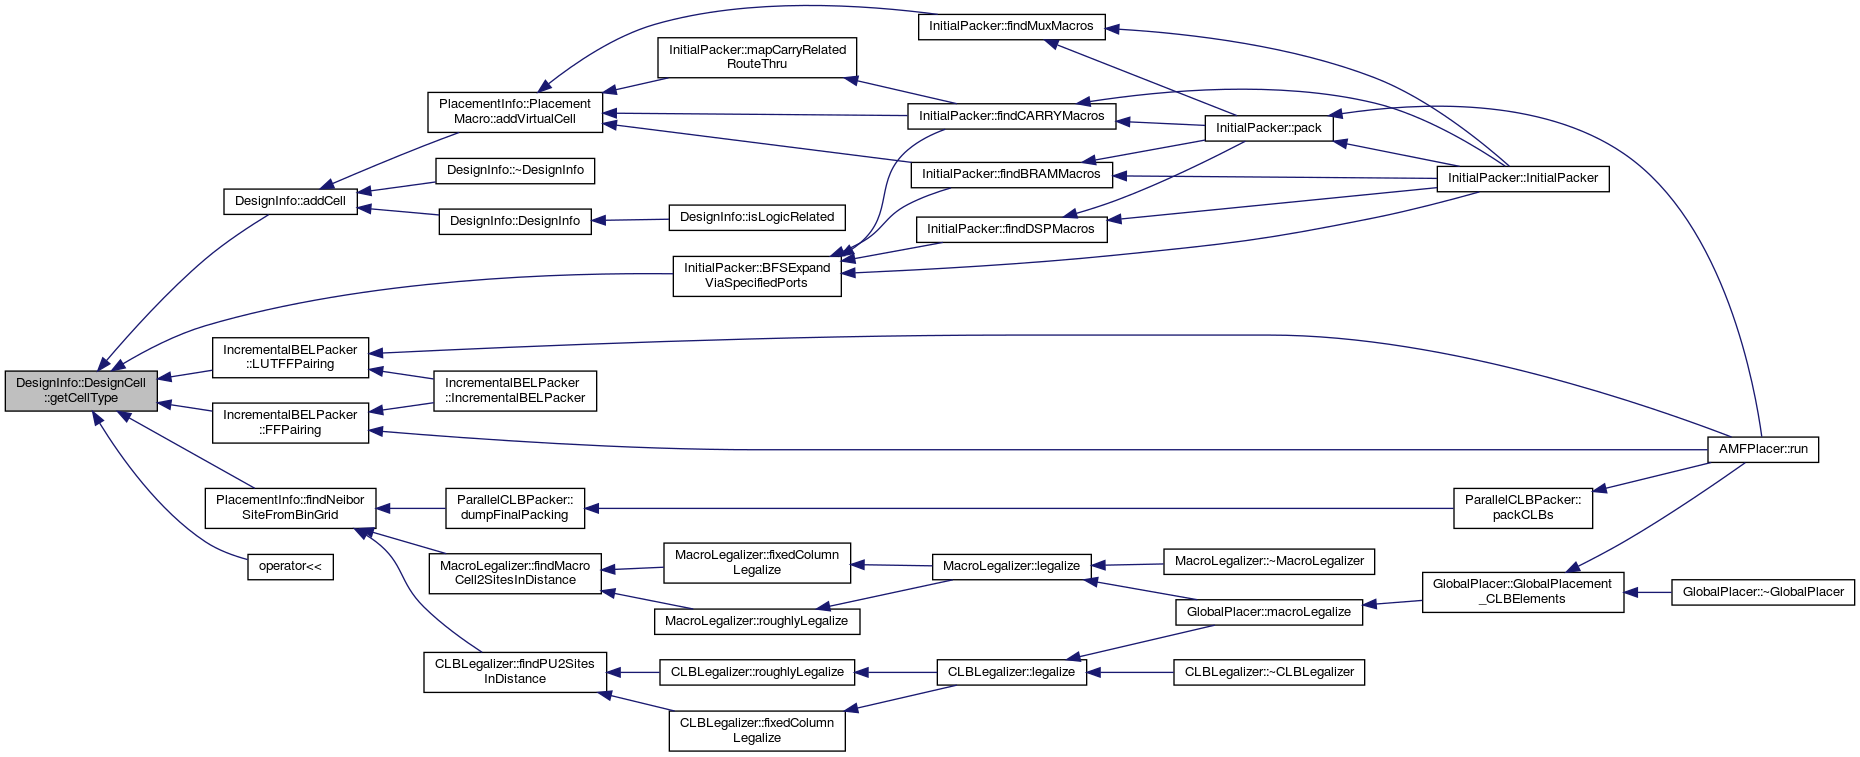 InitialPacker::findMuxMacros
InitialPacker::mapCarryRelated
RouteThru
PlacementInfo::Placement
Macro::addVirtualCell
InitialPacker::findCARRYMacros
InitialPacker::pack
DesignInfo::~DesignInfo
InitialPacker::findBRAMMacros
InitialPacker::InitialPacker
DesignInfo::addCell
DesignInfo::DesignInfo
DesignInfo::isLogicRelated
InitialPacker::findDSPMacros
InitialPacker::BFSExpand
ViaSpecifiedPorts
IncrementalBELPacker
::LUTFFPairing
DesignInfo::DesignCell
::getCellType
IncrementalBELPacker
::IncrementalBELPacker
IncrementalBELPacker
::FFPairing
AMFPlacer::run
PlacementInfo::findNeibor
SiteFromBinGrid
ParallelCLBPacker::
dumpFinalPacking
ParallelCLBPacker::
packCLBs
operator<<
MacroLegalizer::findMacro
Cell2SitesInDistance
MacroLegalizer::fixedColumn
Legalize
MacroLegalizer::legalize
MacroLegalizer::~MacroLegalizer
GlobalPlacer::GlobalPlacement
_CLBElements
GlobalPlacer::~GlobalPlacer
MacroLegalizer::roughlyLegalize
GlobalPlacer::macroLegalize
CLBLegalizer::findPU2Sites
InDistance
CLBLegalizer::roughlyLegalize
CLBLegalizer::legalize
CLBLegalizer::~CLBLegalizer
CLBLegalizer::fixedColumn
Legalize